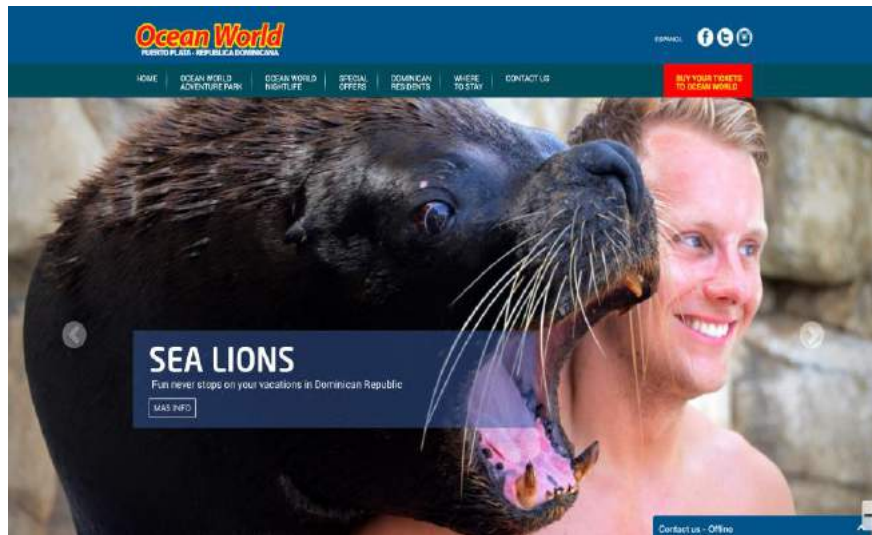 Ocean World
PUERTO PLATA - REPUBLICA DOMINICANA
ESPAÑOL
HOME
OCEAN WORLD
ADVENTURE PARK
OCEAN WORLD
NIGHTLIFE
SPECIAL
OFFERS
DOMINICAN
RESIDENTS
WHERE
TO STAY
CONTACT US
BUY YOUR TICKETS
TO OCEAN WORLD
SEA LIONS
Fun never stops on your vacations in Dominican Republic
MAS INFO
Contact us - Offline